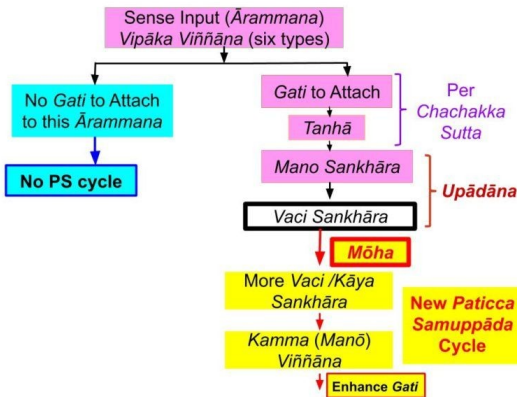 Sense Input (Ārammana)
Vipāka Viññāna (six types)
No Gati to Attach
to this Ārammana
No PS cycle
Gati to Attach
Tanhā
Per
Chachakka
Sutta
Mano Sankhāra
Vaci Sankhāra
Upādāna
Mōha
More Vaci /Kāya
Sankhāra
Kamma (Manō)
Viññāna
Enhance Gati
New Paticca
Samuppāda
Cycle